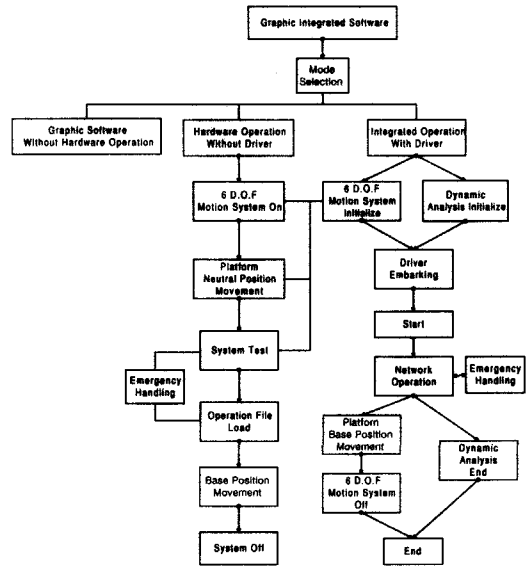 Graphic Integrated Software
Mode
Selection
Graphic Software
Without Hardware Operation
Hardware Operation
Without Driver
Integrated Operation
With Driver
6 D.O.F
Motion System On
6 D.O.F
Motion System
Initialize
Dynamic
Analysis Initialize
Platform
Neutral Position
Movement
Driver
Embarking
System Test
Start
Emergency
Handling
Network
Operation
Emergency
Handling
Operation File
Load
Platform
Base Position
Movement
Dynamic
Analysis
End
Base Position
Movement
6 D.O.F
Motion System
Off
System Off
End